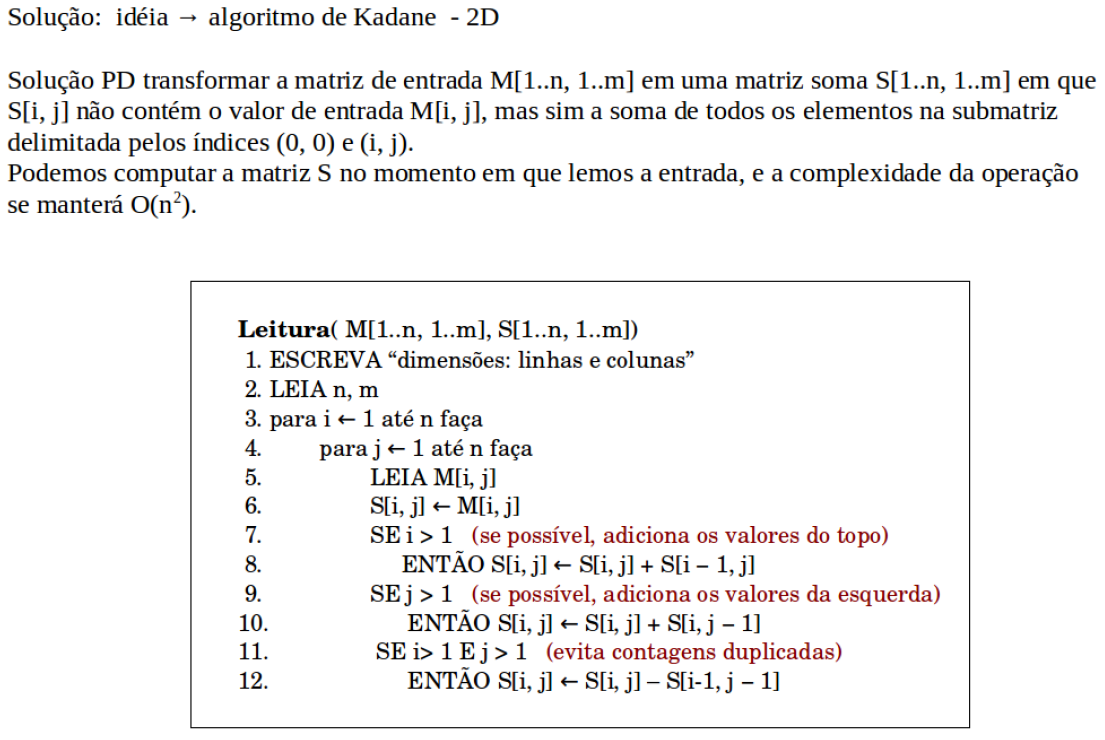 Solução: idéia → algoritmo de Kadane - 2D
Solução PD transformar a matriz de entrada M[1..n, 1..m] em uma matriz soma S[1..n, 1..m] em que
S[i, j] não contém o valor de entrada M[i, j], mas sim a soma de todos os elementos na submatriz
delimitada pelos índices (0, 0) e (i, j).
Podemos computar a matriz S no momento em que lemos a entrada, e a complexidade da operação
se manterá O(n²).
Leitura( M[1..n, 1..m], S[1..n, 1..m])
1. ESCREVA “dimensões: linhas e colunas”
2. LEIA n, m
3. para i ← 1 até n faça
4. para j ← 1 até n faça
5. LEIA M[i, j]
6. S[i, j] ← M[i, j]
7. SE i > 1 (se possível, adiciona os valores do topo)
8. ENTÃO S[i, j] ← S[i, j] + S[i – 1, j]
9. SE j > 1 (se possível, adiciona os valores da esquerda)
10. ENTÃO S[i, j] ← S[i, j] + S[i, j – 1]
11. SE i> 1 E j > 1 (evita contagens duplicadas)
12. ENTÃO S[i, j] ← S[i, j] – S[i-1, j – 1]